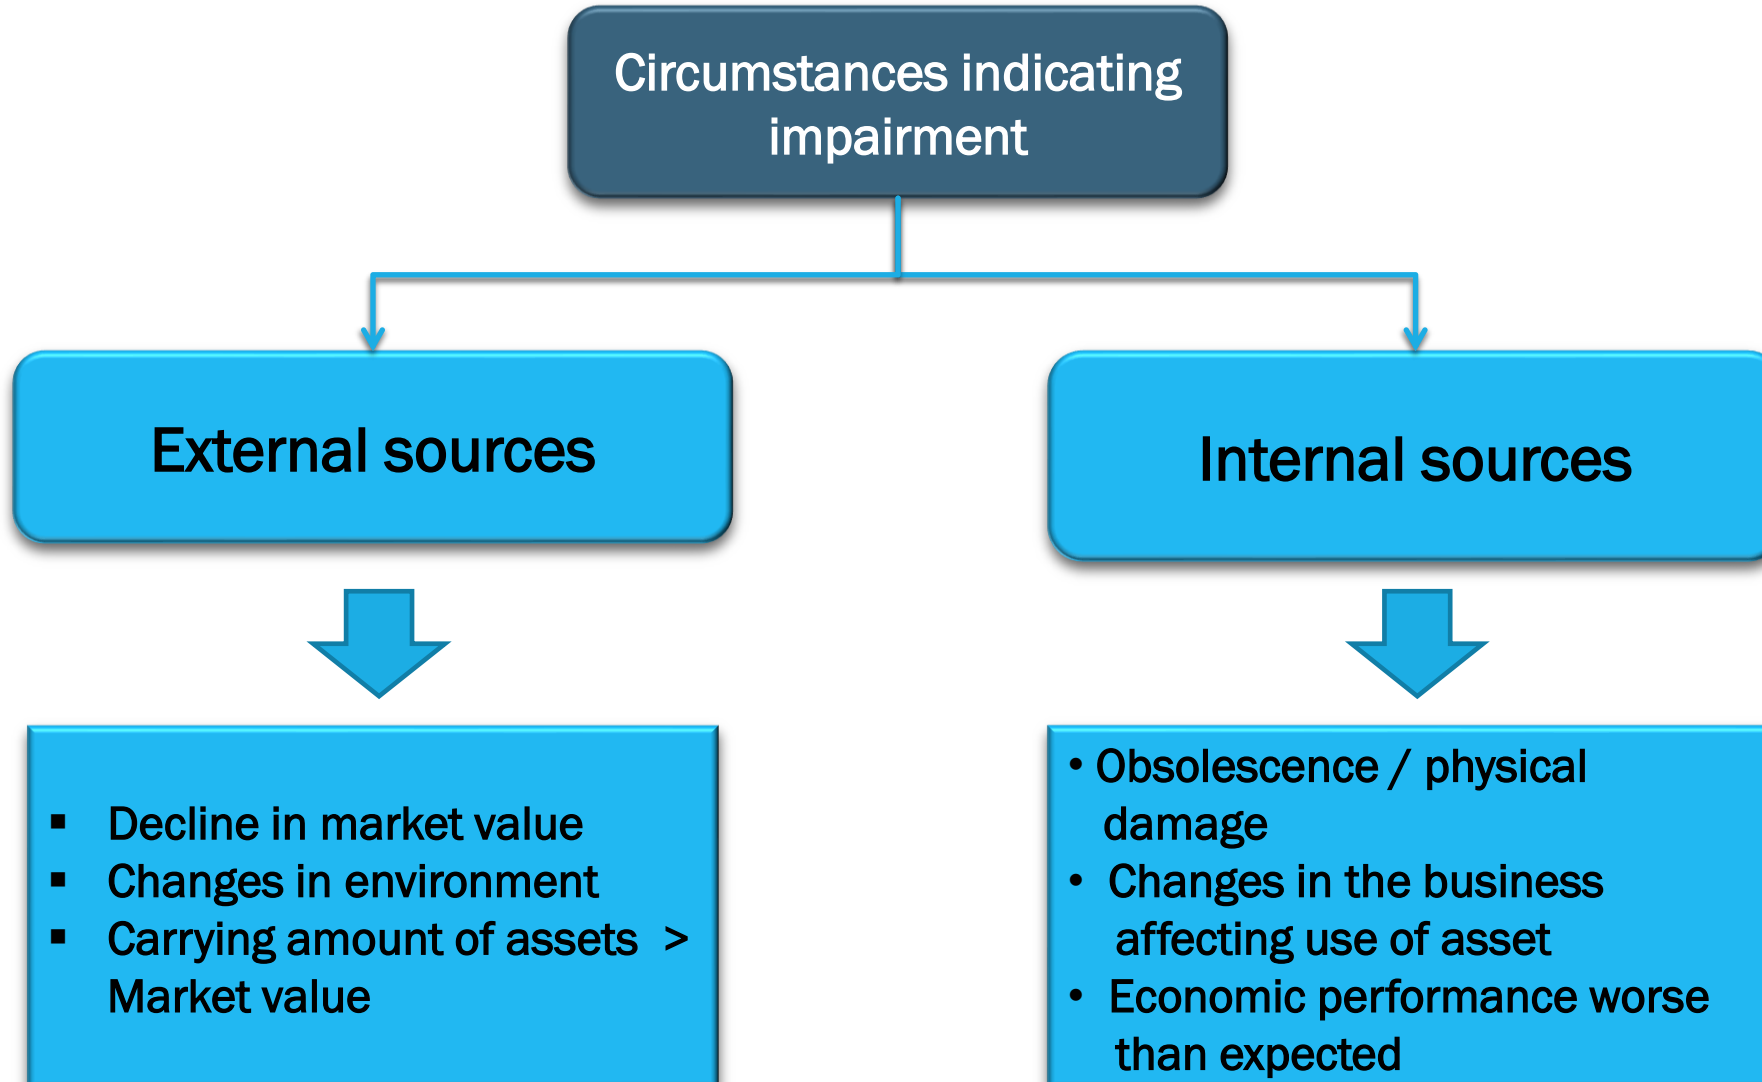 Circumstances indicating
impairment
External sources
Internal sources
▪ Decline in market value
▪ Changes in environment
▪ Carrying amount of assets >
Market value
• Obsolescence / physical
damage
• Changes in the business
affecting use of asset
• Economic performance worse
than expected